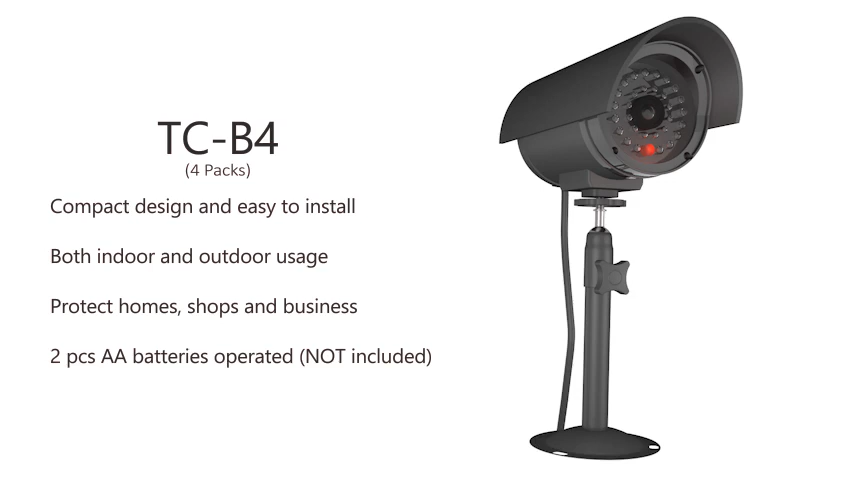 TC-B4
(4 Packs)
Compact design and easy to install
Both indoor and outdoor usage
Protect homes, shops and business
2 pcs AA batteries operated (NOT included)